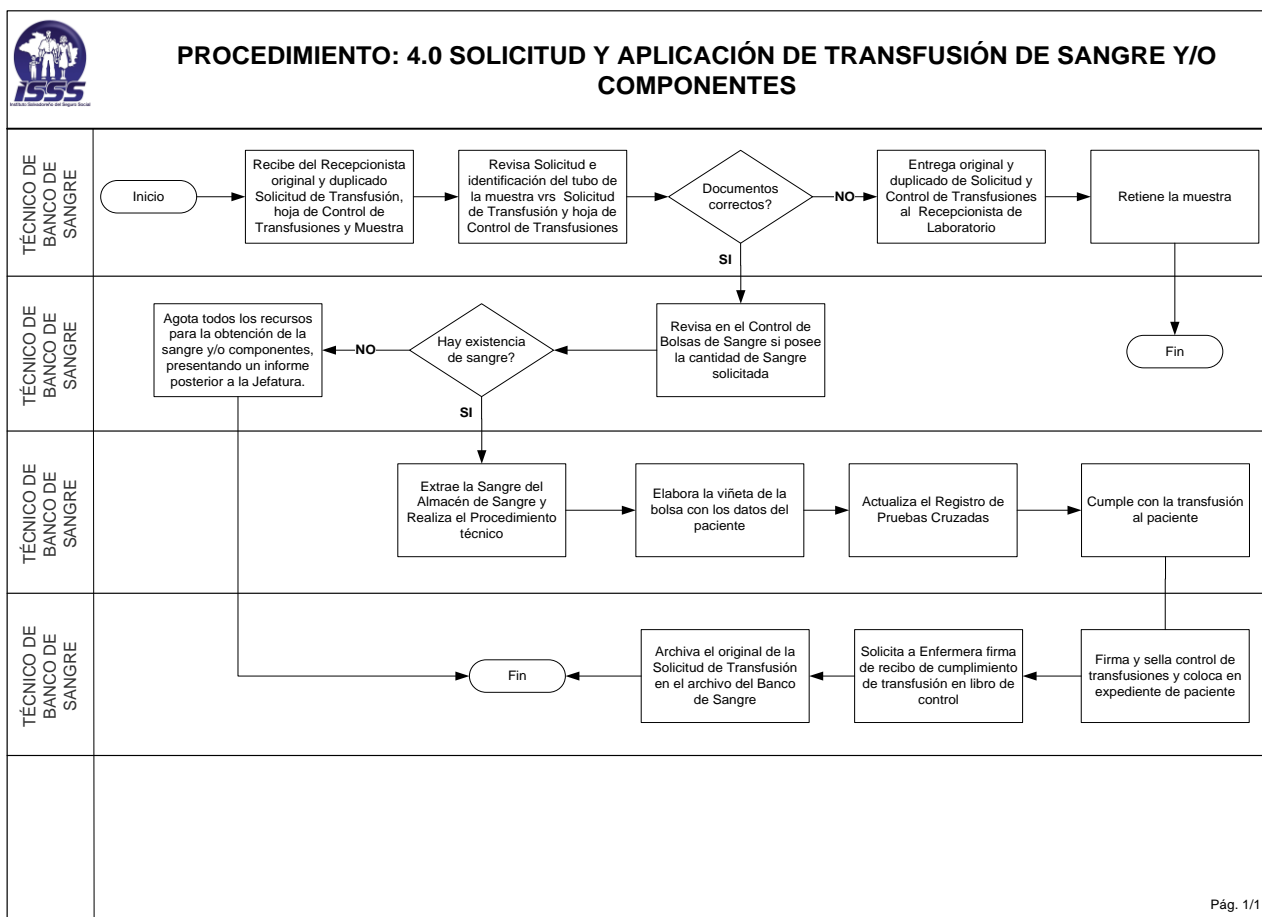 ISSS
Instituto Salvadoreño del Seguro Social
PROCEDIMIENTO: 4.0 SOLICITUD Y APLICACIÓN DE TRANSFUSIÓN DE SANGRE Y/O
COMPONENTES
TÉCNICO DE
BANCO DE
SANGRE
Inicio
Recibe del Recepcionista
original y duplicado
Solicitud de Transfusión,
hoja de Control de
Transfusiones y Muestra
Revisa Solicitud e
identificación del tubo de
la muestra vrs Solicitud
de Transfusión y hoja de
Control de Transfusiones
Documentos
correctos?
NO
Entrega original y
duplicado de Solicitud y
Control de Transfusiones
al Recepcionista de
Laboratorio
Retiene la muestra
SI
TÉCNICO DE
BANCO DE
SANGRE
Agota todos los recursos
para la obtención de la
sangre y/o componentes,
presentando un informe
posterior a la Jefatura.
NO
Hay existencia
de sangre?
Revisa en el Control de
Bolsas de Sangre si posee
la cantidad de Sangre
solicitada
Fin
SI
TÉCNICO DE
BANCO DE
SANGRE
Extrae la Sangre del
Almacén de Sangre y
Realiza el Procedimiento
técnico
Elabora la viñeta de la
bolsa con los datos del
paciente
Actualiza el Registro de
Pruebas Cruzadas
Cumple con la transfusión
al paciente
TÉCNICO DE
BANCO DE
SANGRE
Fin
Archiva el original de la
Solicitud de Transfusión
en el archivo del Banco
de Sangre
Solicita a Enfermera firma
de recibo de cumplimiento
de transfusión en libro de
control
Firma y sella control de
transfusiones y coloca en
expediente de paciente
Pág. 1/1